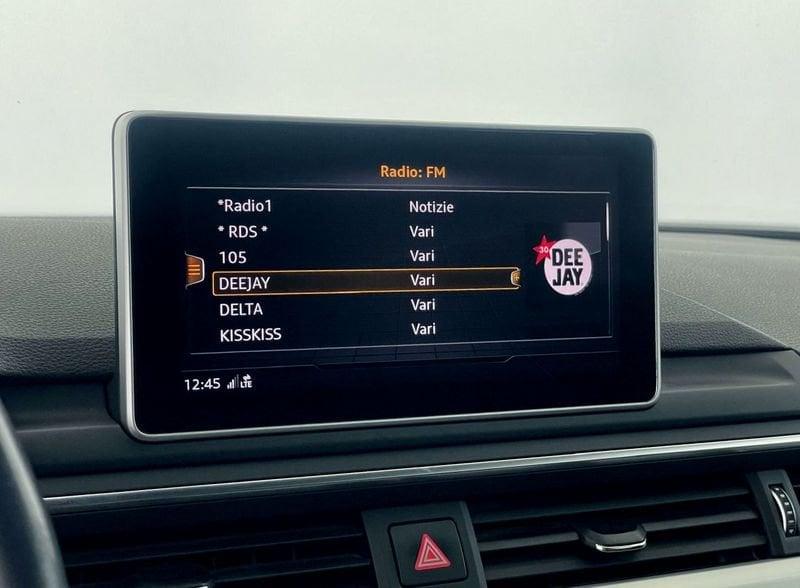 Radio: FM
*Radio1 Notizie
* RDS * Vari
105 Vari
DEEJAY Vari
DELTA Vari
KISSKISS Vari
30
DEE
JAY
12:45 LTE